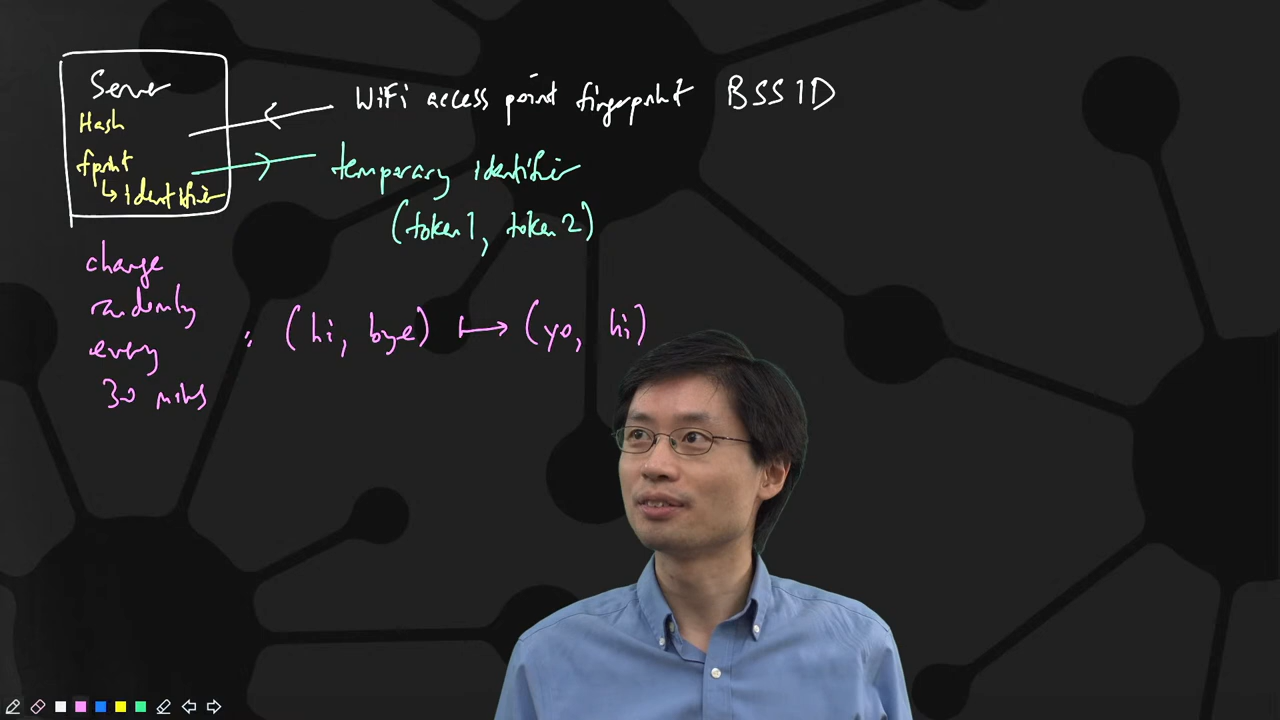 Server
Hash
fprint
↳ identifier
WiFi access point fingerprint BSSID
temporary identifier
(token1, token2)
change
randomly
every
30 mins
: (hi, bye) ↦ (yo, hi)